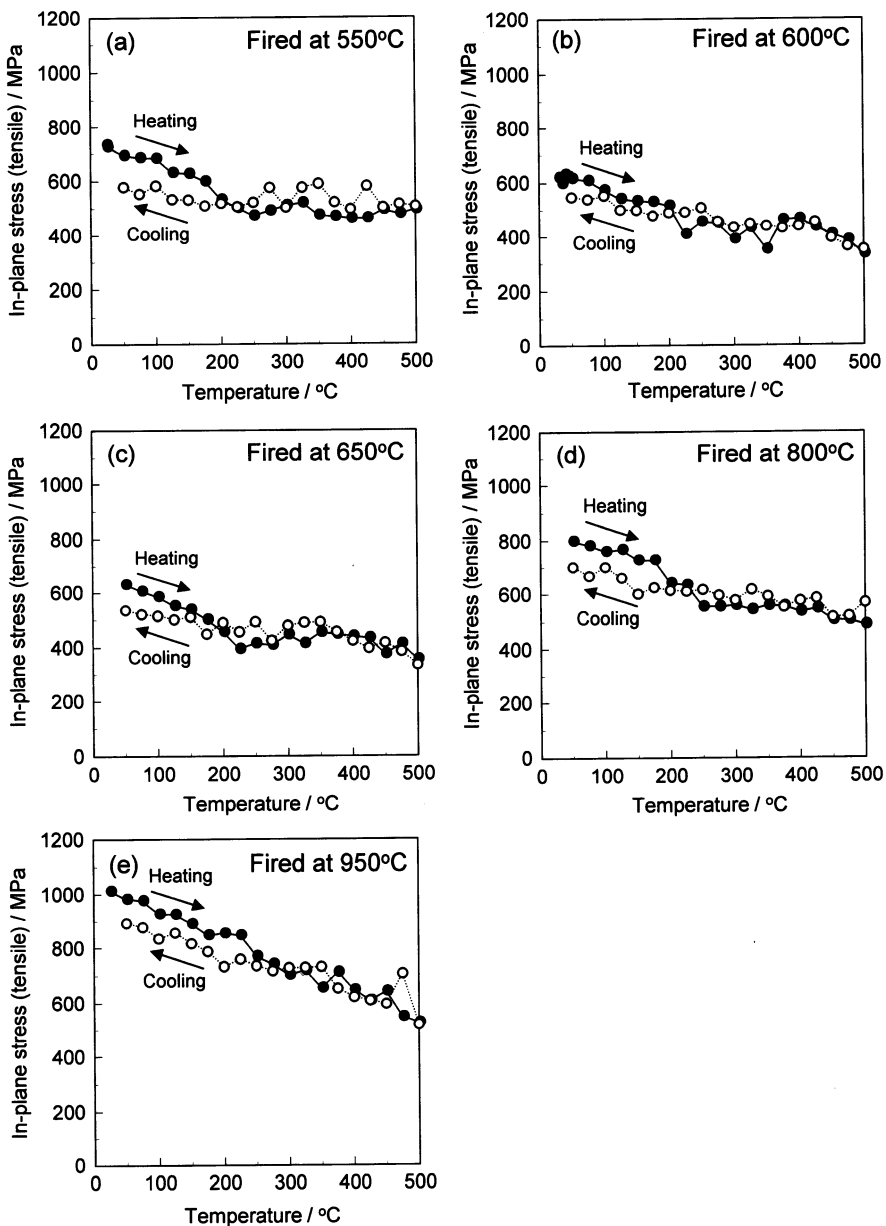 (a) Fired at 550°C
In-plane stress (tensile) / MPa
1200
1000
800
600
400
200
0
Heating
Cooling
0 100 200 300 400 500
Temperature / °C
(b) Fired at 600°C
In-plane stress (tensile) / MPa
1200
1000
800
600
400
200
0
Heating
Cooling
0 100 200 300 400 500
Temperature / °C
(c) Fired at 650°C
In-plane stress (tensile) / MPa
1200
1000
800
600
400
200
0
Heating
Cooling
0 100 200 300 400 500
Temperature / °C
(d) Fired at 800°C
In-plane stress (tensile) / MPa
1200
1000
800
600
400
200
0
Heating
Cooling
0 100 200 300 400 500
Temperature / °C
(e) Fired at 950°C
In-plane stress (tensile) / MPa
1200
1000
800
600
400
200
0
Heating
Cooling
0 100 200 300 400 500
Temperature / °C